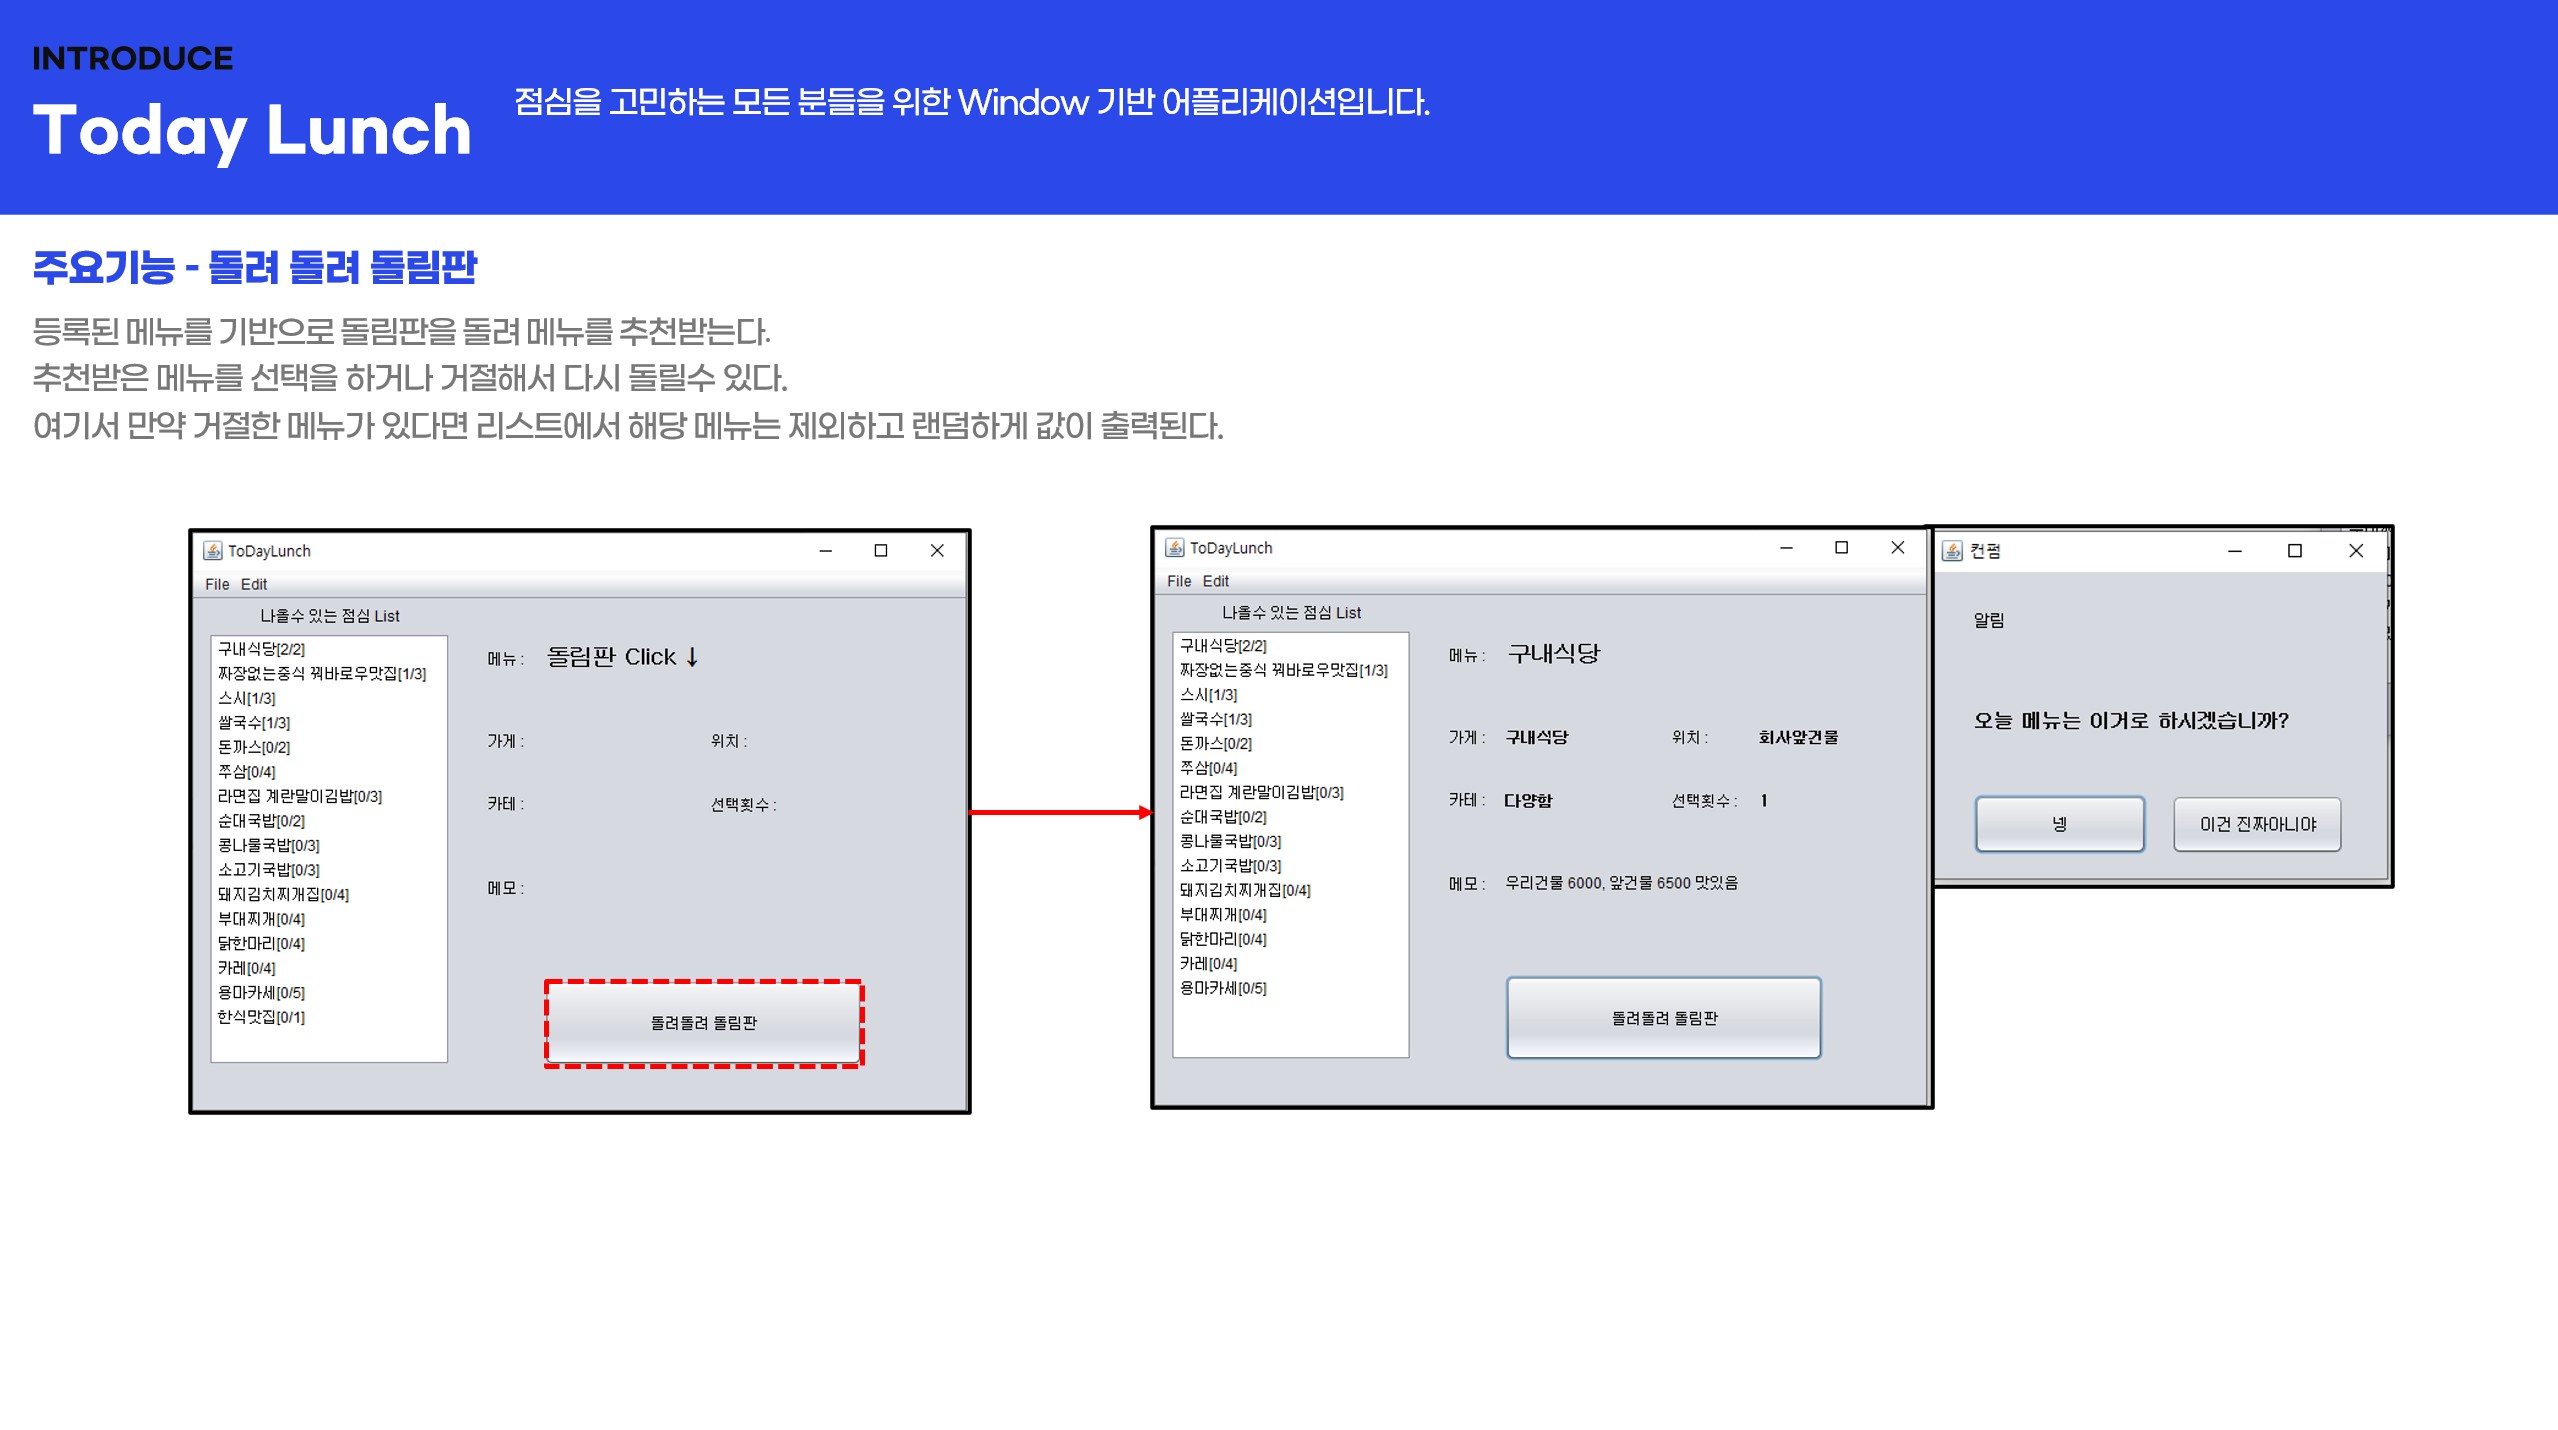 INTRODUCE
Today Lunch
점심을 고민하는 모든 분들을 위한 Window 기반 어플리케이션입니다.
주요기능 - 돌려 돌려 돌림판
등록된 메뉴를 기반으로 돌림판을 돌려 메뉴를 추천받는다.
추천받은 메뉴를 선택을 하거나 거절해서 다시 돌릴수 있다.
여기서 만약 거절한 메뉴가 있다면 리스트에서 해당 메뉴는 제외하고 랜덤하게 값이 출력된다.
ToDayLunch
File Edit
나올수 있는 점심 List
구내식당[2/2]
짜장없는중식 꿔바로우맛집[1/3]
스시[1/3]
쌀국수[1/3]
돈까스[0/2]
쭈삼[0/4]
라면집 계란말이김밥[0/3]
순대국밥[0/2]
콩나물국밥[0/3]
소고기국밥[0/3]
돼지김치찌개집[0/4]
부대찌개[0/4]
닭한마리[0/4]
카레[0/4]
용마카세[0/5]
한식맛집[0/1]
메뉴 : 돌림판 Click ↓
가게 : 위치 :
카테 : 선택횟수 :
메모 :
돌려돌려 돌림판
ToDayLunch
File Edit
나올수 있는 점심 List
구내식당[2/2]
짜장없는중식 꿔바로우맛집[1/3]
스시[1/3]
쌀국수[1/3]
돈까스[0/2]
쭈삼[0/4]
라면집 계란말이김밥[0/3]
순대국밥[0/2]
콩나물국밥[0/3]
소고기국밥[0/3]
돼지김치찌개집[0/4]
부대찌개[0/4]
닭한마리[0/4]
카레[0/4]
용마카세[0/5]
메뉴 : 구내식당
가게 : 구내식당 위치 : 회사앞건물
카테 : 다양함 선택횟수 : 1
메모 : 우리건물 6000, 앞건물 6500 맛있음
돌려돌려 돌림판
컨펌
알림
오늘 메뉴는 이거로 하시겠습니까?
넹
이건 진짜아니야